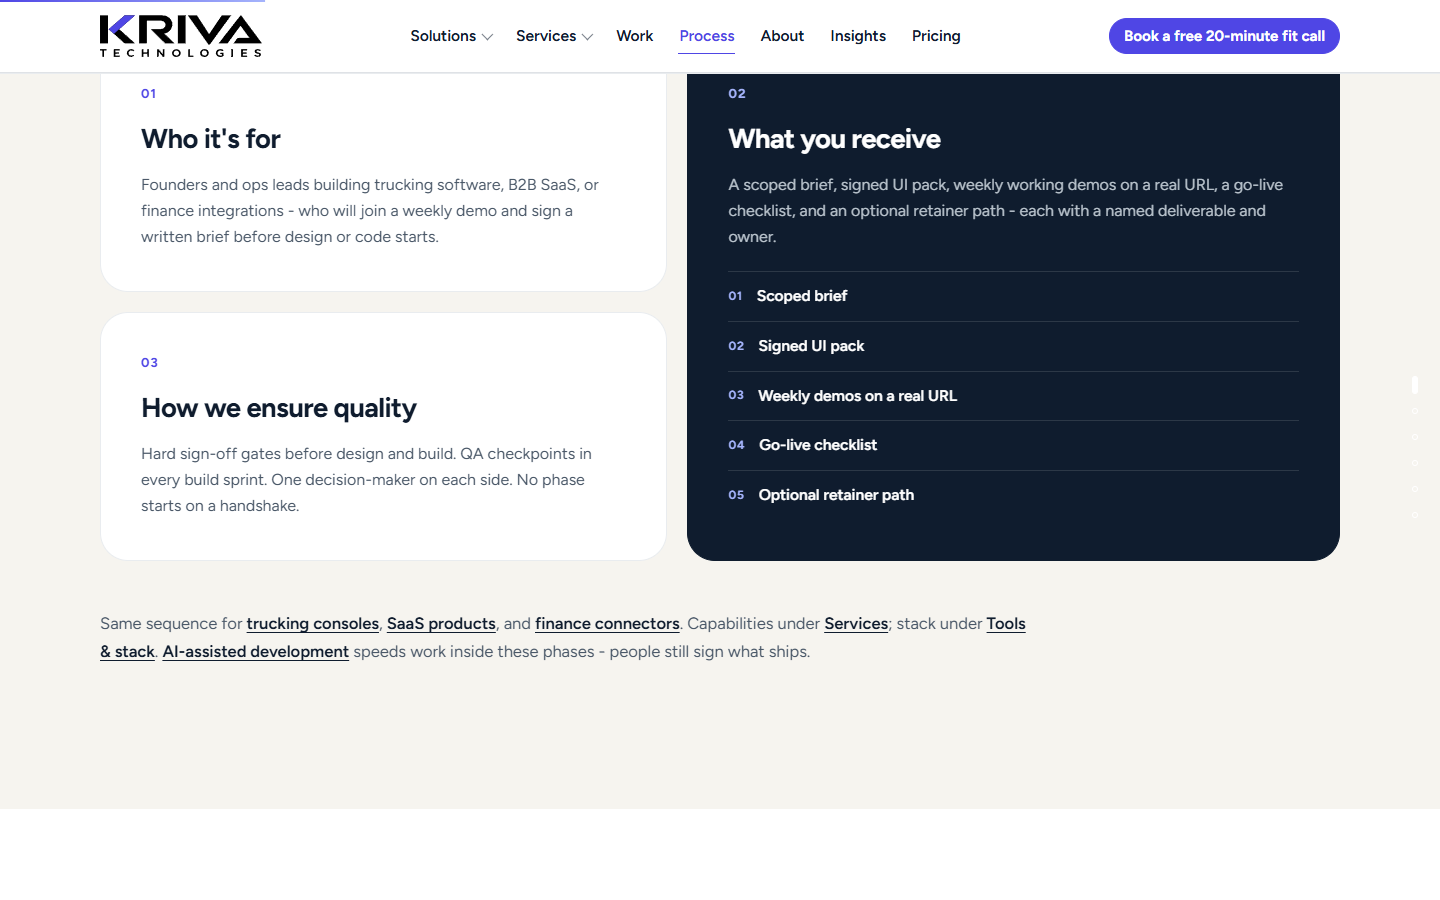 KRIVA
TECHNOLOGIES
Solutions
Services
Work
Process
About
Insights
Pricing
Book a free 20-minute fit call
01
Who it's for
Founders and ops leads building trucking software, B2B SaaS, or
finance integrations - who will join a weekly demo and sign a
written brief before design or code starts.
02
What you receive
A scoped brief, signed UI pack, weekly working demos on a real URL, a go-live
checklist, and an optional retainer path - each with a named deliverable and
owner.
01 Scoped brief
02 Signed UI pack
03 Weekly demos on a real URL
04 Go-live checklist
05 Optional retainer path
03
How we ensure quality
Hard sign-off gates before design and build. QA checkpoints in
every build sprint. One decision-maker on each side. No phase
starts on a handshake.
Same sequence for trucking consoles, SaaS products, and finance connectors. Capabilities under Services; stack under Tools
& stack. AI-assisted development speeds work inside these phases - people still sign what ships.